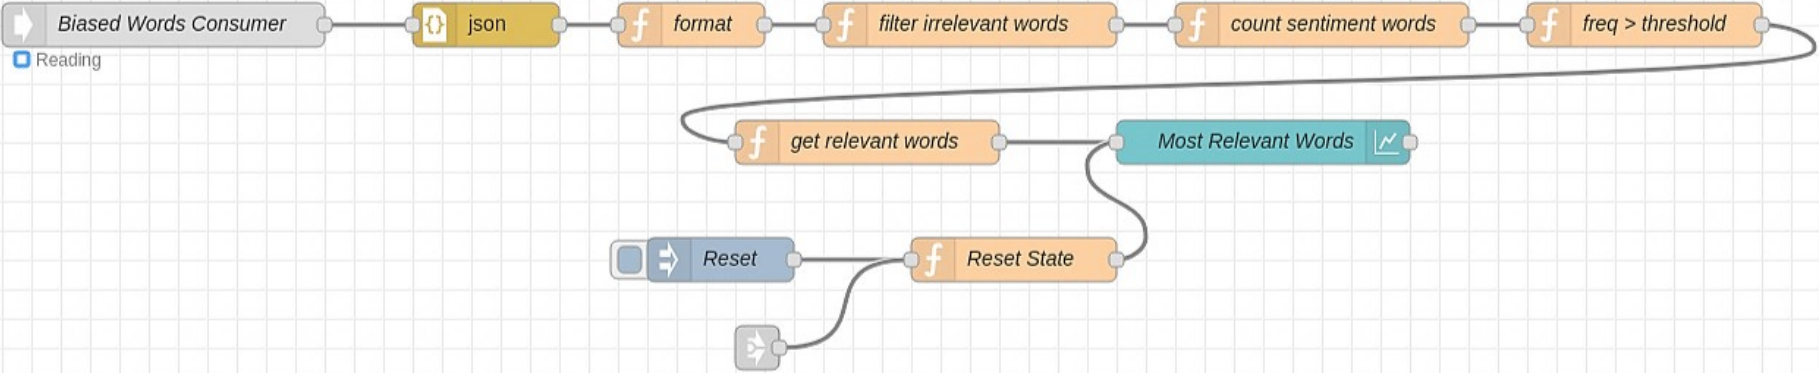 Biased Words Consumer
json
format
filter irrelevant words
count sentiment words
freq > threshold
Reading
get relevant words
Most Relevant Words
Reset
Reset State